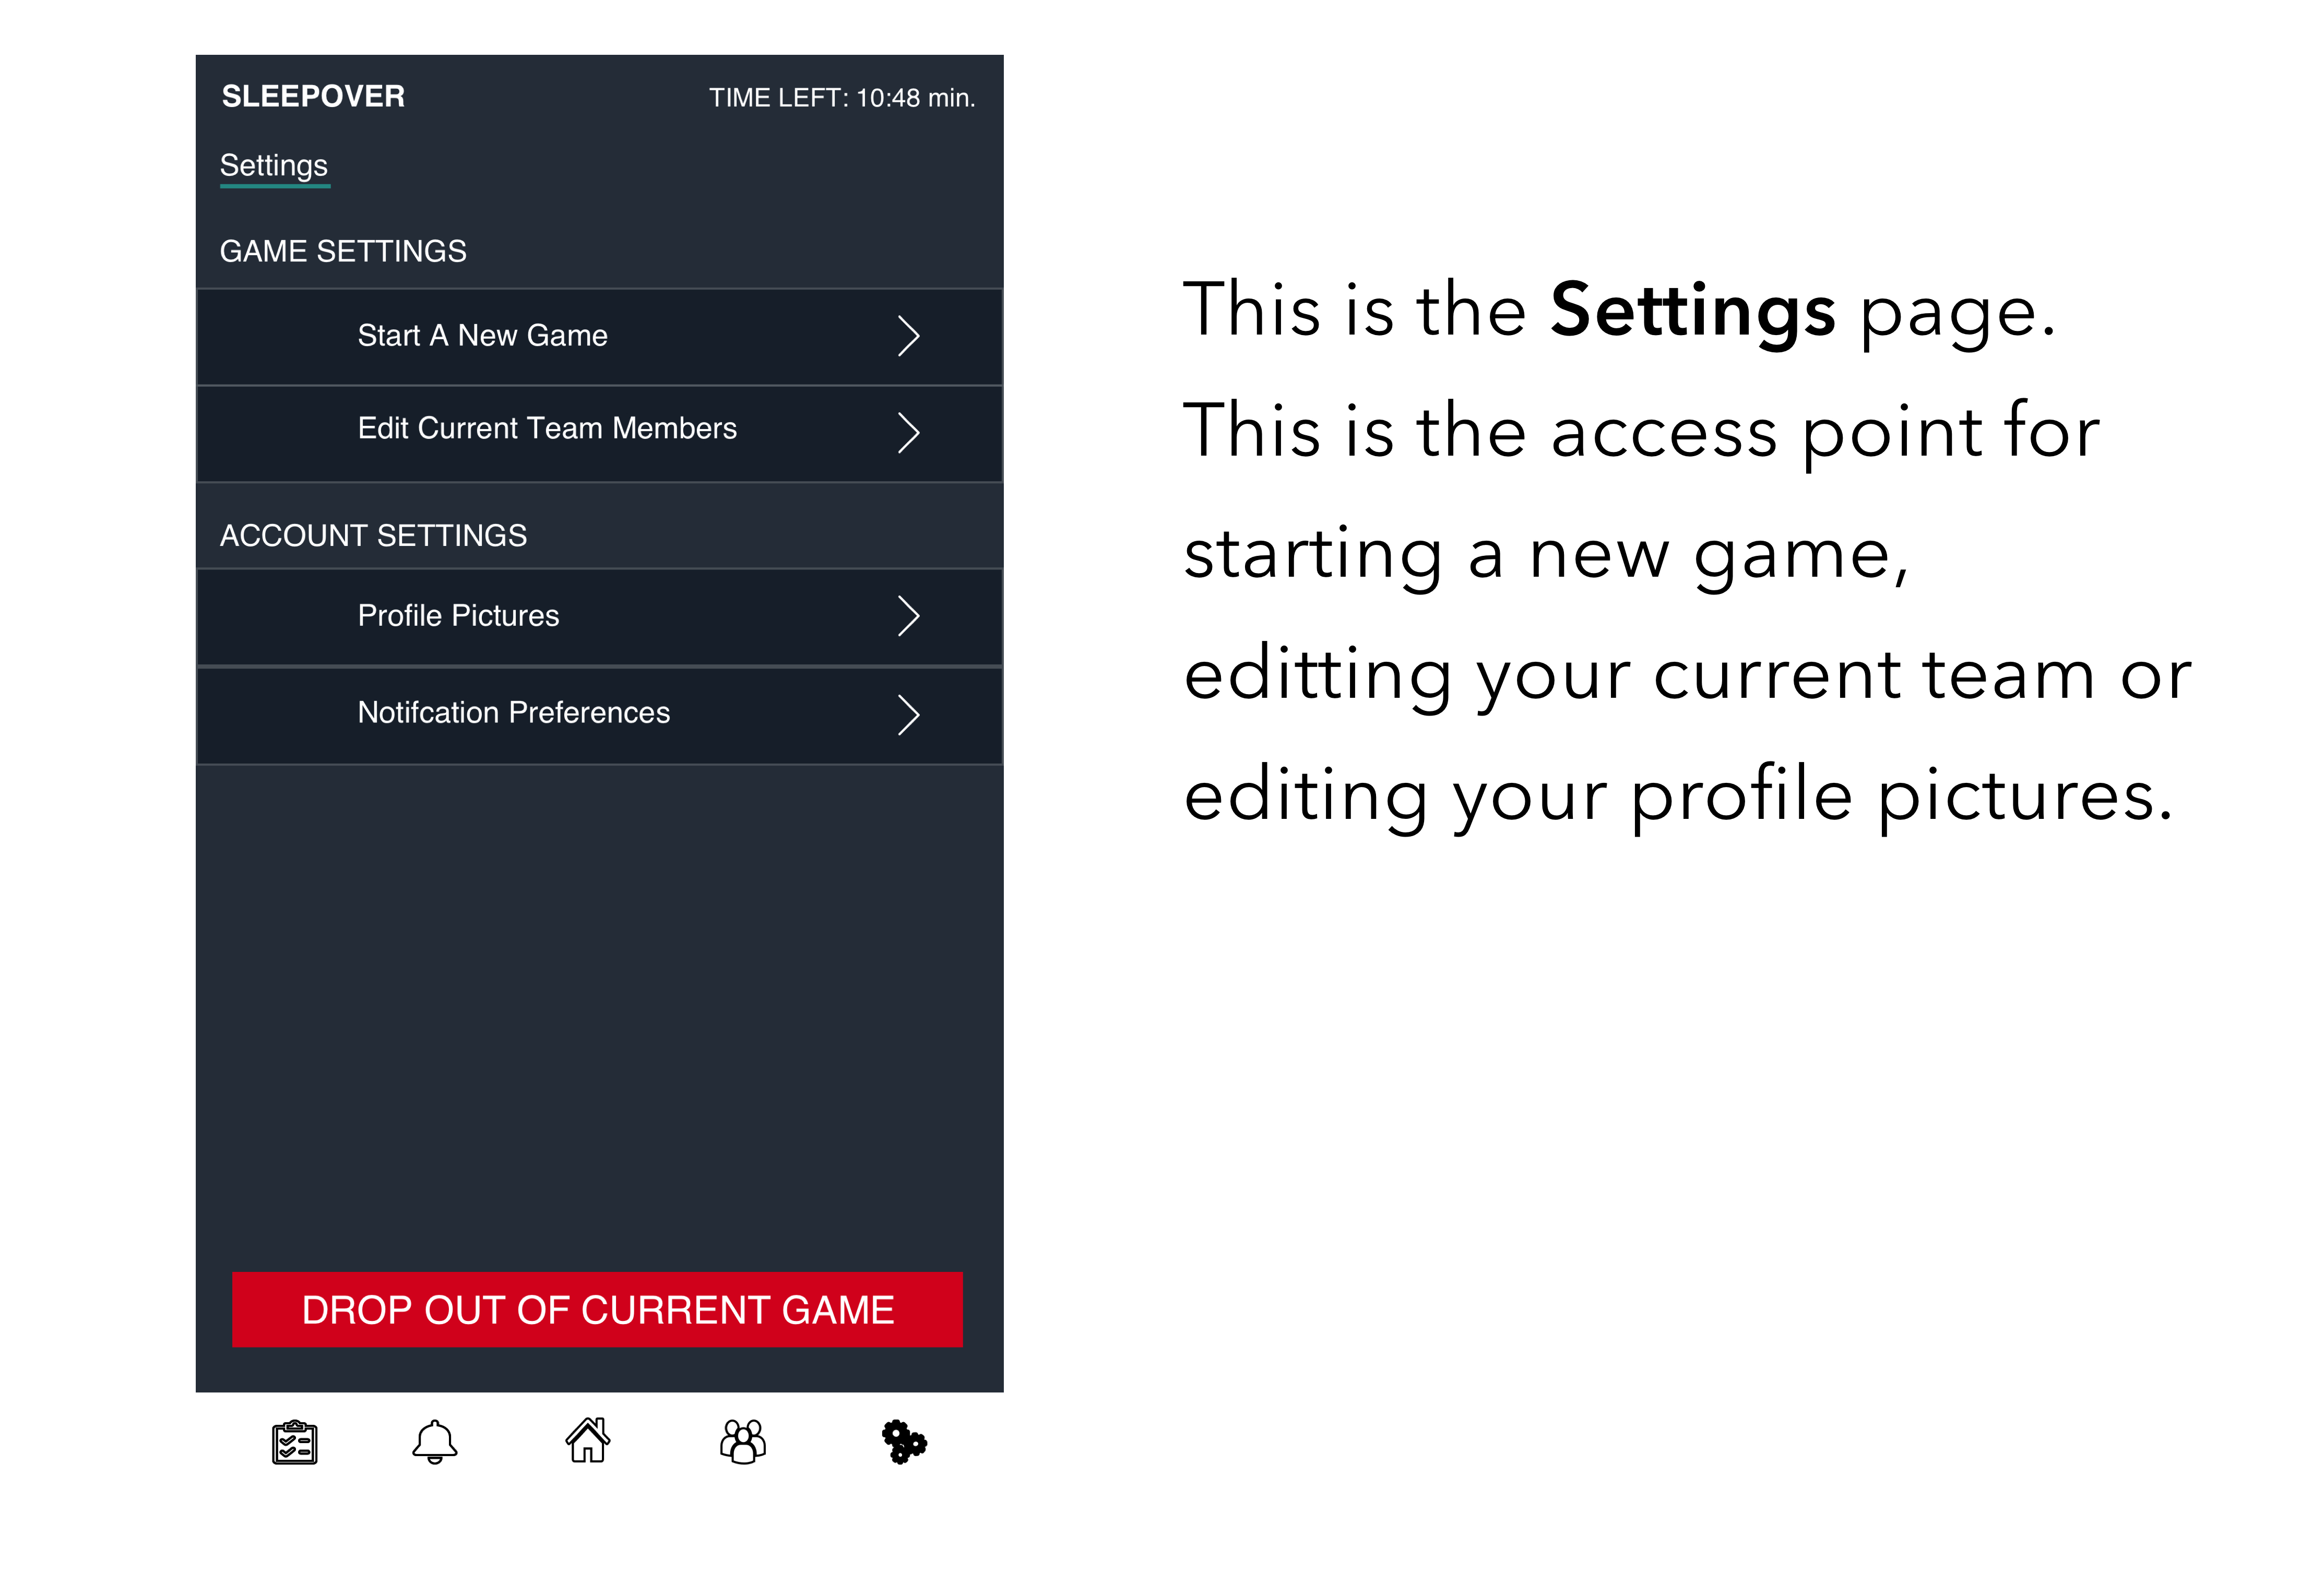 SLEEPOVER
TIME LEFT: 10:48 min.
Settings
GAME SETTINGS
Start A New Game
Edit Current Team Members
ACCOUNT SETTINGS
Profile Pictures
Notifcation Preferences
DROP OUT OF CURRENT GAME
This is the Settings page.
This is the access point for
starting a new game,
editting your current team or
editing your profile pictures.